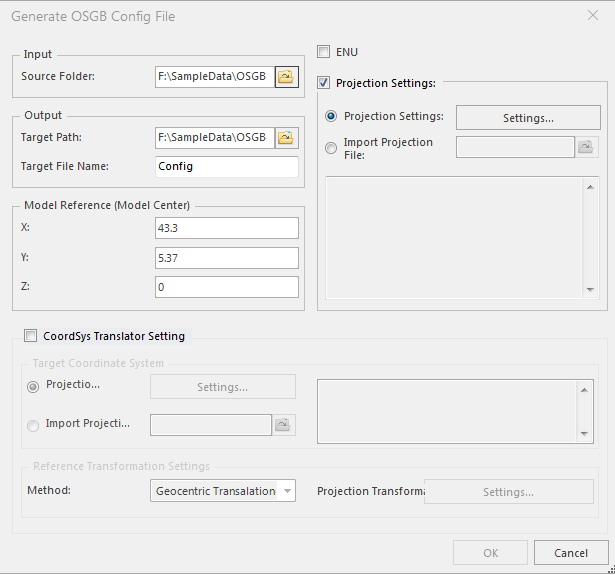 Generate OSGB Config File
Input
Source Folder:
F:\SampleData\OSGB
Output
Target Path:
F:\SampleData\OSGB
Target File Name:
Config
Model Reference (Model Center)
X:
43.3
Y:
5.37
Z:
0
ENU
Projection Settings:
Projection Settings:
Settings...
Import Projection
File:
CoordSys Translator Setting
Target Coordinate System
Projectio...
Settings...
Import Projecti...
Reference Transformation Settings
Method:
Geocentric Transalation
Projection Transforma
Settings...
OK
Cancel